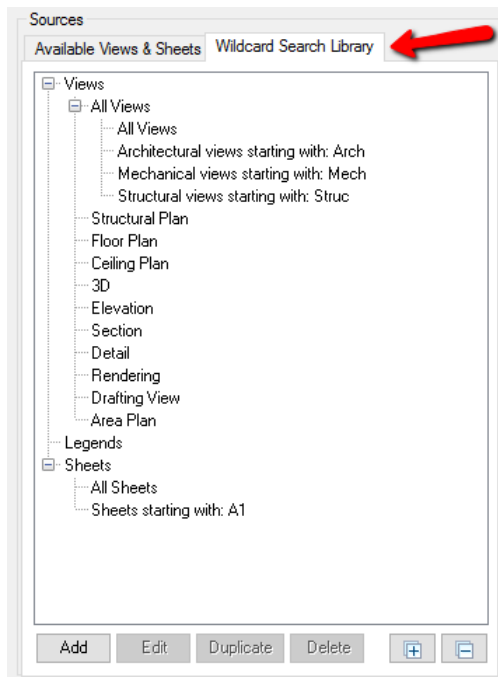 Sources
Available Views & Sheets Wildcard Search Library
Views
All Views
All Views
Architectural views starting with: Arch
Mechanical views starting with: Mech
Structural views starting with: Struc
Structural Plan
Floor Plan
Ceiling Plan
3D
Elevation
Section
Detail
Rendering
Drafting View
Area Plan
Legends
Sheets
All Sheets
Sheets starting with: A1
Add Edit Duplicate Delete